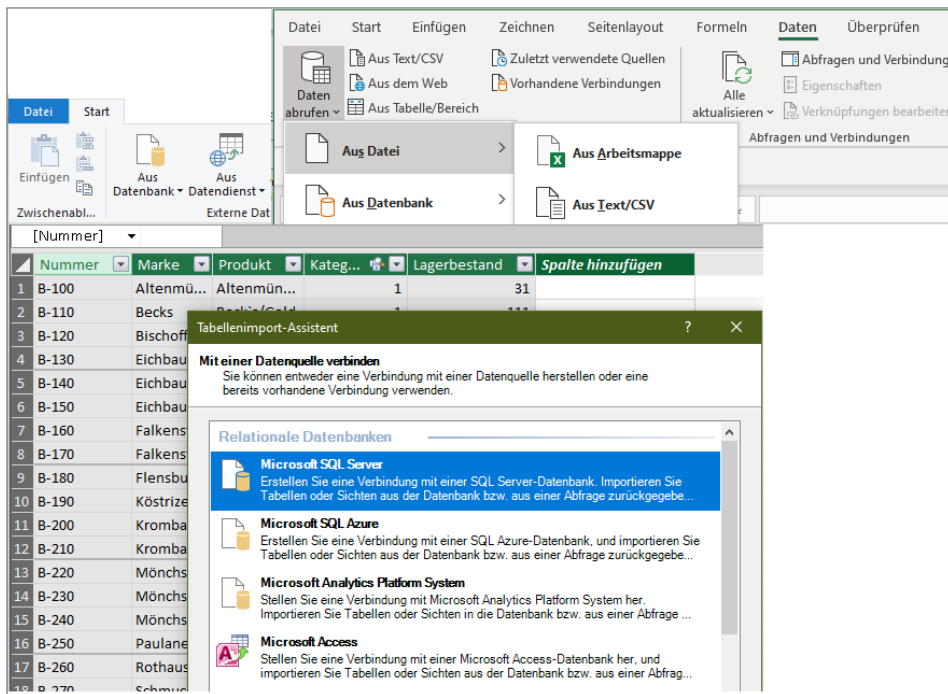 Datei Start Einfügen Zeichnen Seitenlayout Formeln Daten Überprüfen
Aus Text/CSV
Aus dem Web
Aus Tabelle/Bereich
Zuletzt verwendete Quellen
Vorhandene Verbindungen
Daten
abrufen
Alle
aktualisieren
Abfragen und Verbindung
Eigenschaften
Verknüpfungen bearbeiten
Abfragen und Verbindungen
Aus Datei
Aus Datenbank
Aus Arbeitsmappe
Aus Text/CSV
Datei Start
Einfügen
Aus
Datenbank
Aus
Datendienst
Zwischenabl...
Externe Dat
[Nummer]
Nummer Marke Produkt Kateg... Lagerbestand Spalte hinzufügen
1 B-100 Altenmü... Altenmün... 1 31
2 B-110 Becks
3 B-120 Bischoff
4 B-130 Eichbau
5 B-140 Eichbau
6 B-150 Eichbau
7 B-160 Falkens
8 B-170 Falkens
9 B-180 Flensbu
10 B-190 Köstrize
11 B-200 Kromba
12 B-210 Kromba
13 B-220 Mönchs
14 B-230 Mönchs
15 B-240 Mönchs
16 B-250 Paulane
17 B-260 Rothaus
18 B-270 Schmuc
Tabellenimport-Assistent ?
Mit einer Datenquelle verbinden
Sie können entweder eine Verbindung mit einer Datenquelle herstellen oder eine
bereits vorhandene Verbindung verwenden.
Relationale Datenbanken
Microsoft SQL Server
Erstellen Sie eine Verbindung mit einer SQL Server-Datenbank. Importieren Sie
Tabellen oder Sichten aus der Datenbank bzw. aus einer Abfrage zurückgegebe...
Microsoft SQL Azure
Erstellen Sie eine Verbindung mit einer SQL Azure-Datenbank, und importieren Sie
Tabellen oder Sichten aus der Datenbank bzw. aus einer Abfrage zurückgegebe...
Microsoft Analytics Platform System
Stellen Sie eine Verbindung mit Microsoft Analytics Platform System her.
Importieren Sie Tabellen oder Sichten in die Datenbank bzw. aus einer Abfrage ...
Microsoft Access
Stellen Sie eine Verbindung mit einer Microsoft Access-Datenbank her, und
importieren Sie Tabellen oder Sichten aus der Datenbank bzw. aus einer Abfrag...